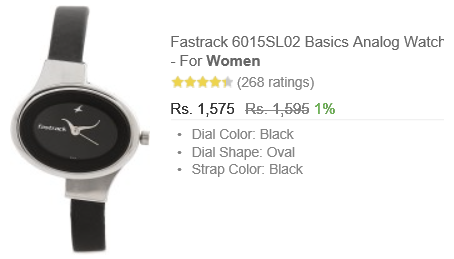 Fastrack 6015SL02 Basics Analog Watch
- For Women
(268 ratings)
Rs. 1,575 Rs. 1,595 1%
• Dial Color: Black
• Dial Shape: Oval
• Strap Color: Black
fastrack